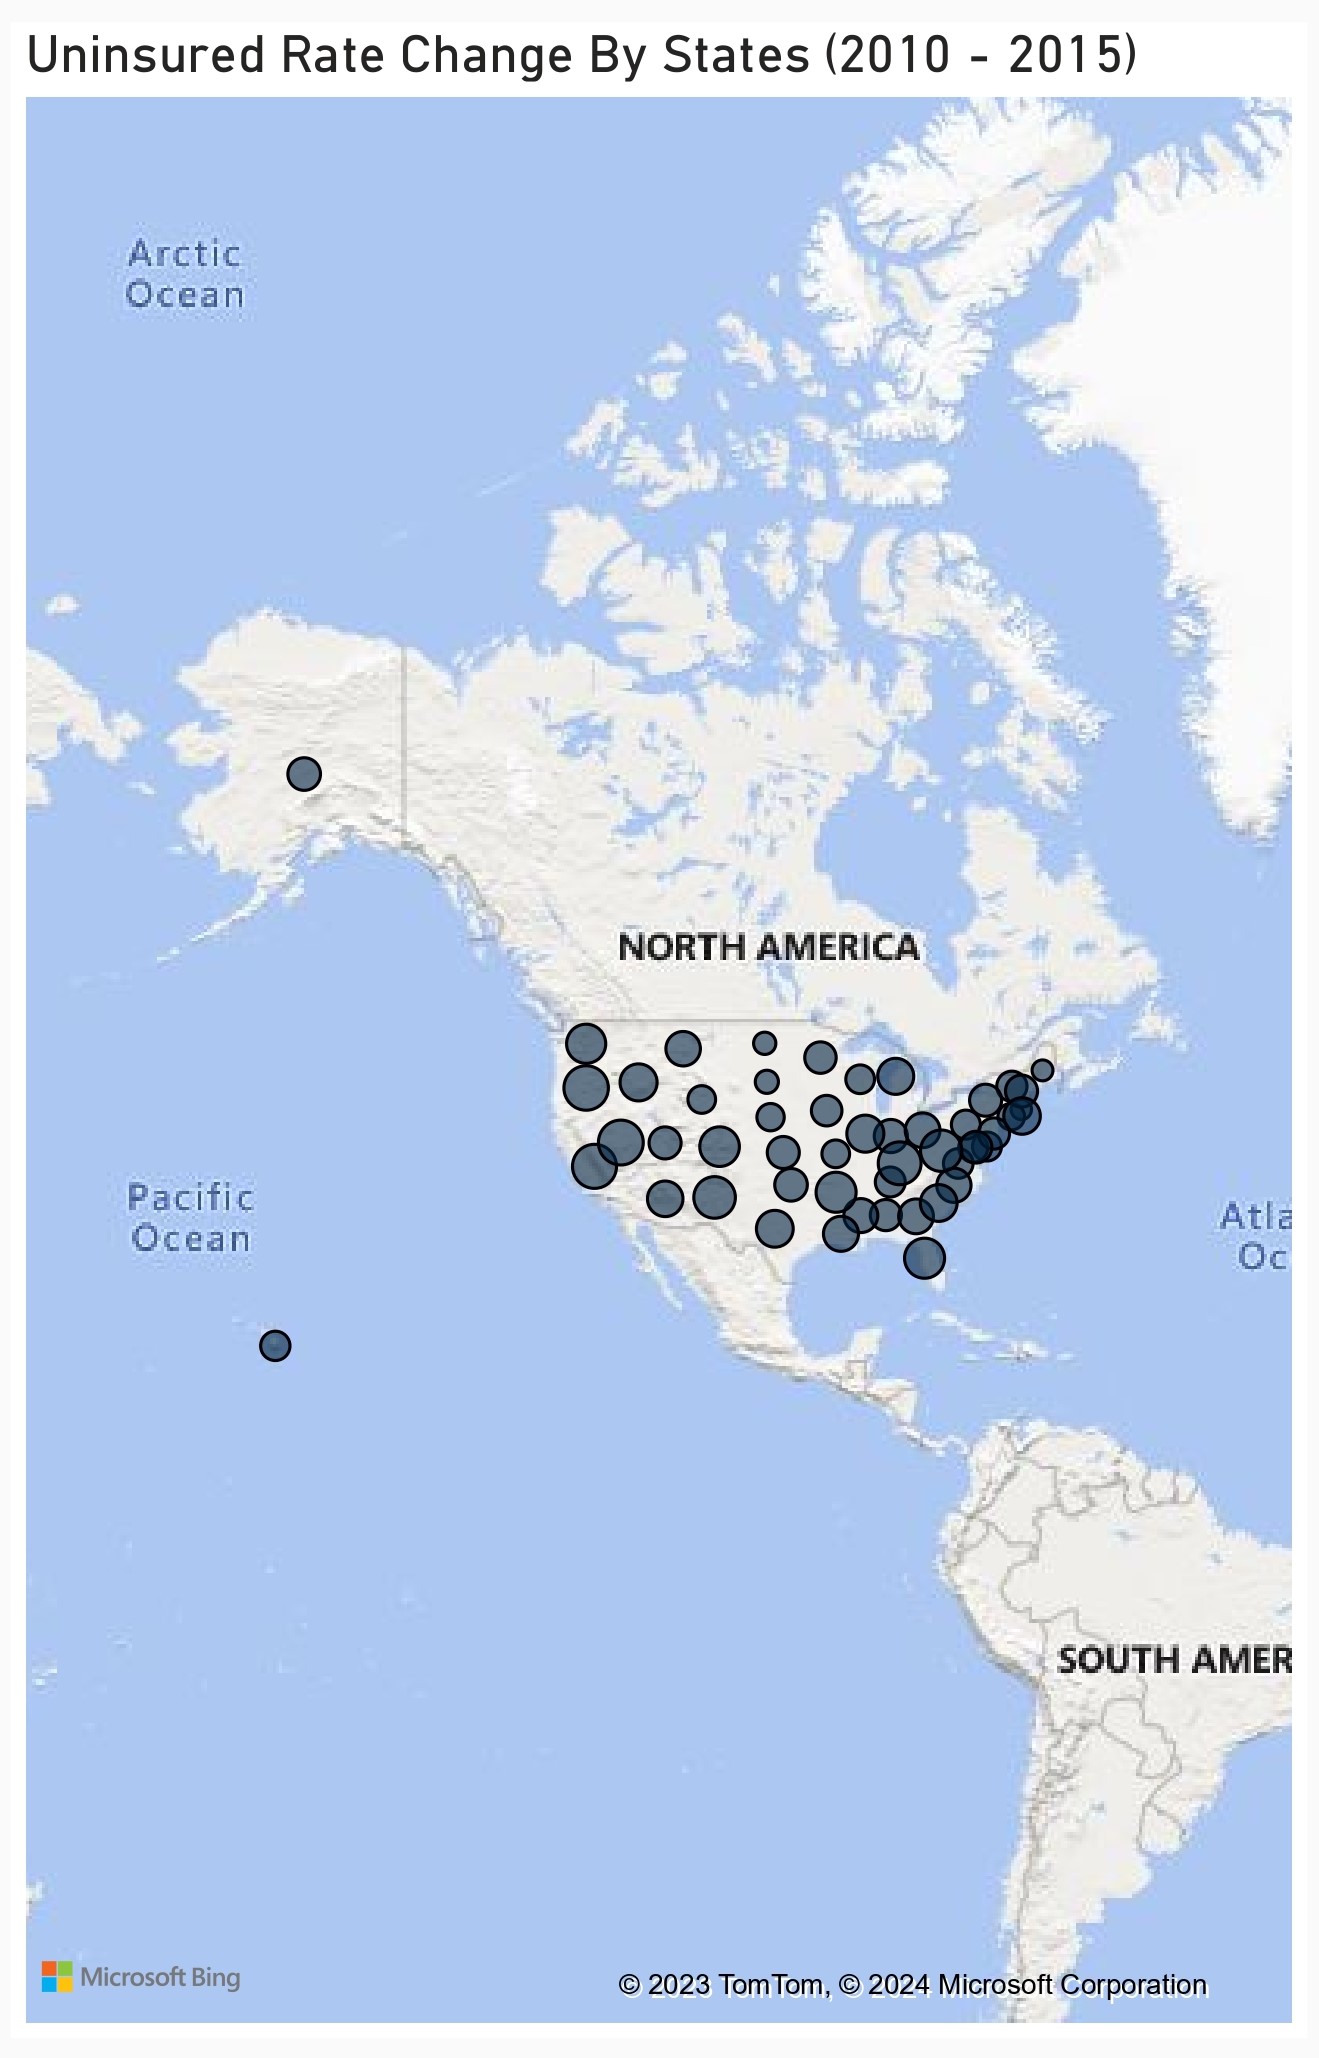 Uninsured Rate Change By States (2010 - 2015)
Arctic
Ocean
NORTH AMERICA
Pacific
Ocean
Atla
Oc
SOUTH AMER
Microsoft Bing
© 2023 TomTom, © 2024 Microsoft Corporation